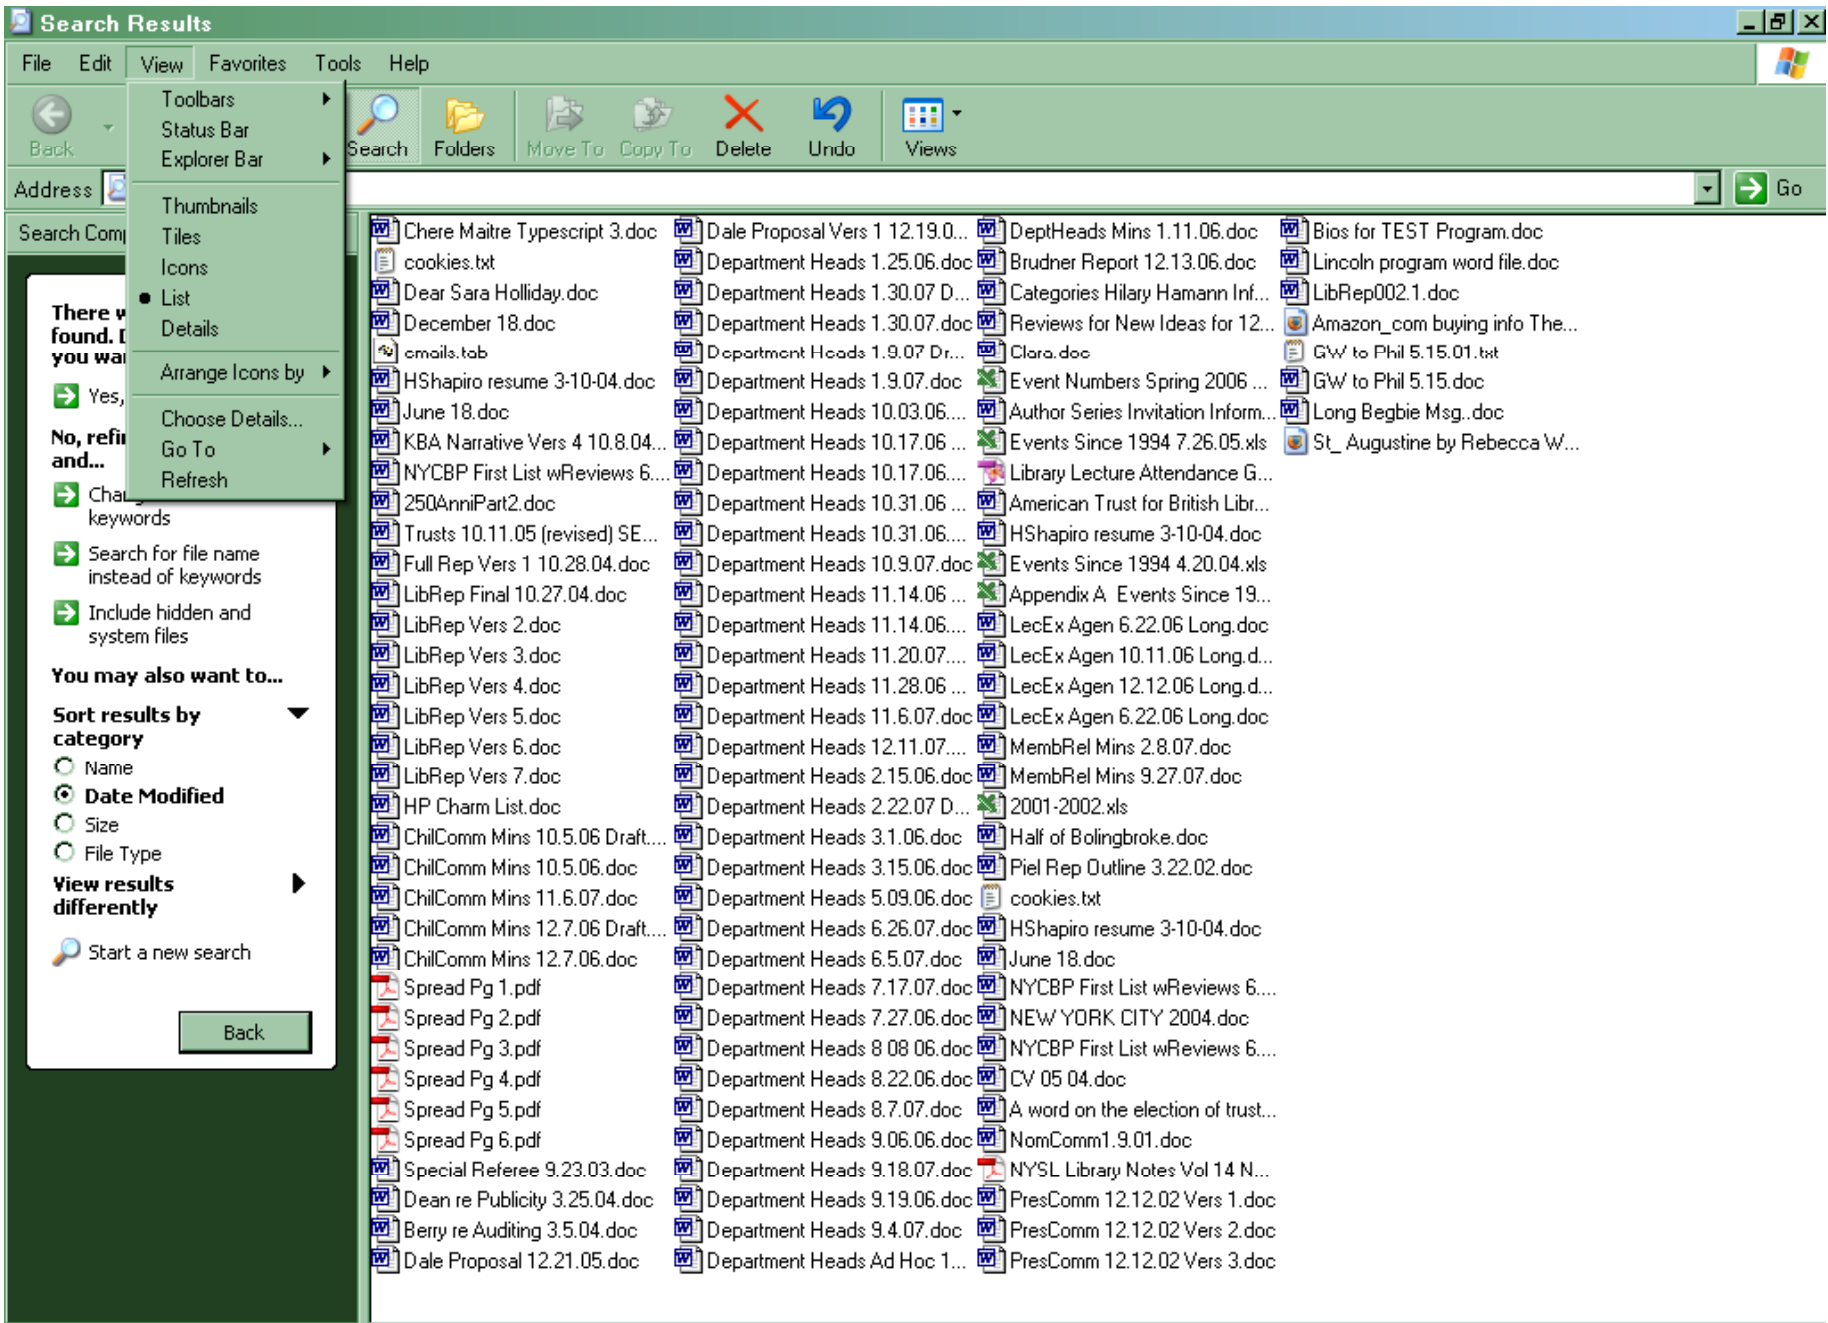 Search Results
File Edit View Favorites Tools Help
Toolbars
Status Bar
Explorer Bar
Thumbnails
Tiles
Icons
List
Details
Arrange Icons by
Choose Details...
Go To
Refresh
Back Search Folders Move To Copy To Delete Undo Views
Address Go
Search Comp
There w
found. D
you wa
Yes,
No, refi
and...
Chan
keywords
Search for file name
instead of keywords
Include hidden and
system files
You may also want to...
Sort results by
category
Name
Date Modified
Size
File Type
View results
differently
Start a new search
Back
Chere Maitre Typescript 3.doc
cookies.txt
Dear Sara Holliday.doc
December 18.doc
emails.tab
HShapiro resume 3-10-04.doc
June 18.doc
KBA Narrative Vers 4 10.8.04...
NYCBP First List wReviews 6....
250AnniPart2.doc
Trusts 10.11.05 (revised) SE...
Full Rep Vers 1 10.28.04.doc
LibRep Final 10.27.04.doc
LibRep Vers 2.doc
LibRep Vers 3.doc
LibRep Vers 4.doc
LibRep Vers 5.doc
LibRep Vers 6.doc
LibRep Vers 7.doc
HP Charm List.doc
ChilComm Mins 10.5.06 Draft....
ChilComm Mins 10.5.06.doc
ChilComm Mins 11.6.07.doc
ChilComm Mins 12.7.06 Draft....
ChilComm Mins 12.7.06.doc
Spread Pg 1.pdf
Spread Pg 2.pdf
Spread Pg 3.pdf
Spread Pg 4.pdf
Spread Pg 5.pdf
Spread Pg 6.pdf
Special Referee 9.23.03.doc
Dean re Publicity 3.25.04.doc
Berry re Auditing 3.5.04.doc
Dale Proposal 12.21.05.doc
Dale Proposal Vers 1 12.19.0...
Department Heads 1.25.06.doc
Department Heads 1.30.07 D...
Department Heads 1.30.07.doc
Department Heads 1.9.07 Dr...
Department Heads 1.9.07.doc
Department Heads 10.03.06....
Department Heads 10.17.06 ...
Department Heads 10.17.06....
Department Heads 10.31.06 ...
Department Heads 10.31.06....
Department Heads 10.9.07.doc
Department Heads 11.14.06 ...
Department Heads 11.14.06....
Department Heads 11.20.07....
Department Heads 11.28.06 ...
Department Heads 11.6.07.doc
Department Heads 12.11.07....
Department Heads 2.15.06.doc
Department Heads 2.22.07 D...
Department Heads 3.1.06.doc
Department Heads 3.15.06.doc
Department Heads 5.09.06.doc
Department Heads 6.26.07.doc
Department Heads 6.5.07.doc
Department Heads 7.17.07.doc
Department Heads 7.27.06.doc
Department Heads 8 08 06.doc
Department Heads 8.22.06.doc
Department Heads 8.7.07.doc
Department Heads 9.06.06.doc
Department Heads 9.18.07.doc
Department Heads 9.19.06.doc
Department Heads 9.4.07.doc
Department Heads Ad Hoc 1...
DeptHeads Mins 1.11.06.doc
Brudner Report 12.13.06.doc
Categories Hilary Hamann Inf...
Reviews for New Ideas for 12...
Clara.doc
Event Numbers Spring 2006 ...
Author Series Invitation Inform...
Events Since 1994 7.26.05.xls
Library Lecture Attendance G...
American Trust for British Libr...
HShapiro resume 3-10-04.doc
Events Since 1994 4.20.04.xls
Appendix A Events Since 19...
LecEx Agen 6.22.06 Long.doc
LecEx Agen 10.11.06 Long.d...
LecEx Agen 12.12.06 Long.d...
LecEx Agen 6.22.06 Long.doc
MembRel Mins 2.8.07.doc
MembRel Mins 9.27.07.doc
2001-2002.xls
Half of Bolingbroke.doc
Piel Rep Outline 3.22.02.doc
cookies.txt
HShapiro resume 3-10-04.doc
June 18.doc
NYCBP First List wReviews 6....
NEW YORK CITY 2004.doc
NYCBP First List wReviews 6....
CV 05 04.doc
A word on the election of trust...
NomComm1.9.01.doc
NYSL Library Notes Vol 14 N...
PresComm 12.12.02 Vers 1.doc
PresComm 12.12.02 Vers 2.doc
PresComm 12.12.02 Vers 3.doc
Bios for TEST Program.doc
Lincoln program word file.doc
LibRep002.1.doc
Amazon_com buying info The...
GW to Phil 5.15.01.txt
GW to Phil 5.15.doc
Long Begbie Msg..doc
St_ Augustine by Rebecca W...